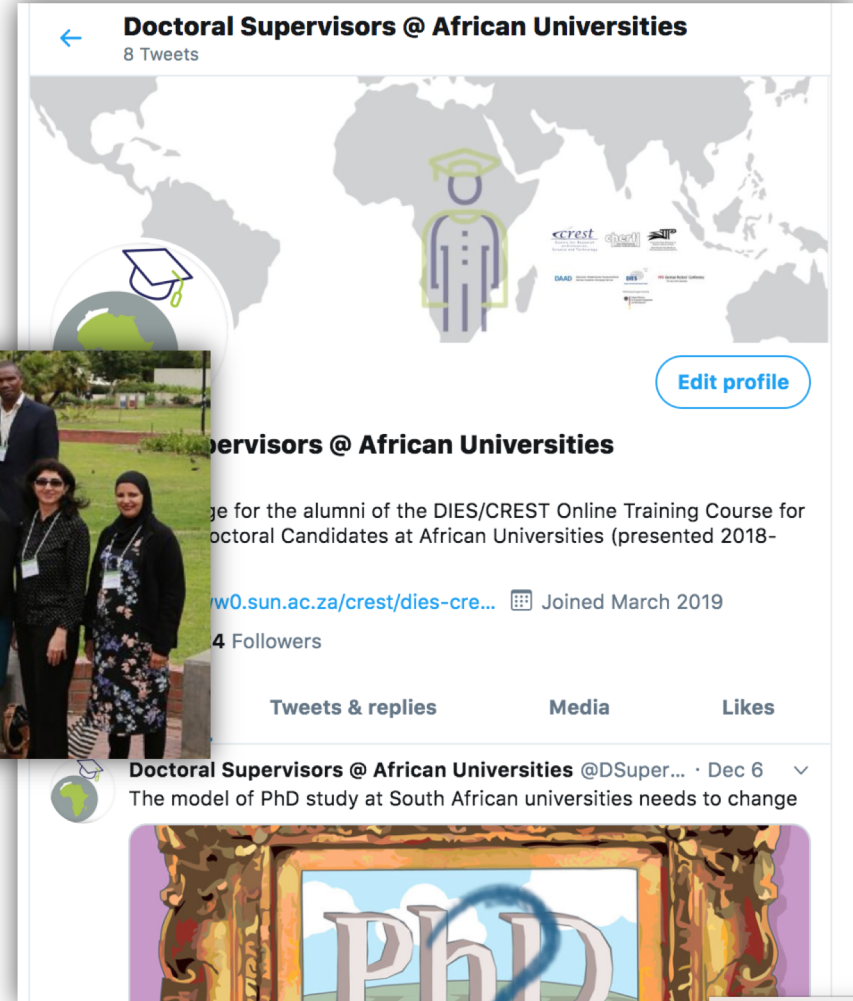 Doctoral Supervisors @ African Universities
8 Tweets
crest
cherti
DAAD
DIES
Edit profile
pervisors @ African Universities
ge for the alumni of the DIES/CREST Online Training Course for
octoral Candidates at African Universities (presented 2018-
w0.sun.ac.za/crest/dies-cre... Joined March 2019
4 Followers
Tweets & replies Media Likes
Doctoral Supervisors @ African Universities @DSuper... · Dec 6
The model of PhD study at South African universities needs to change
PhD
?